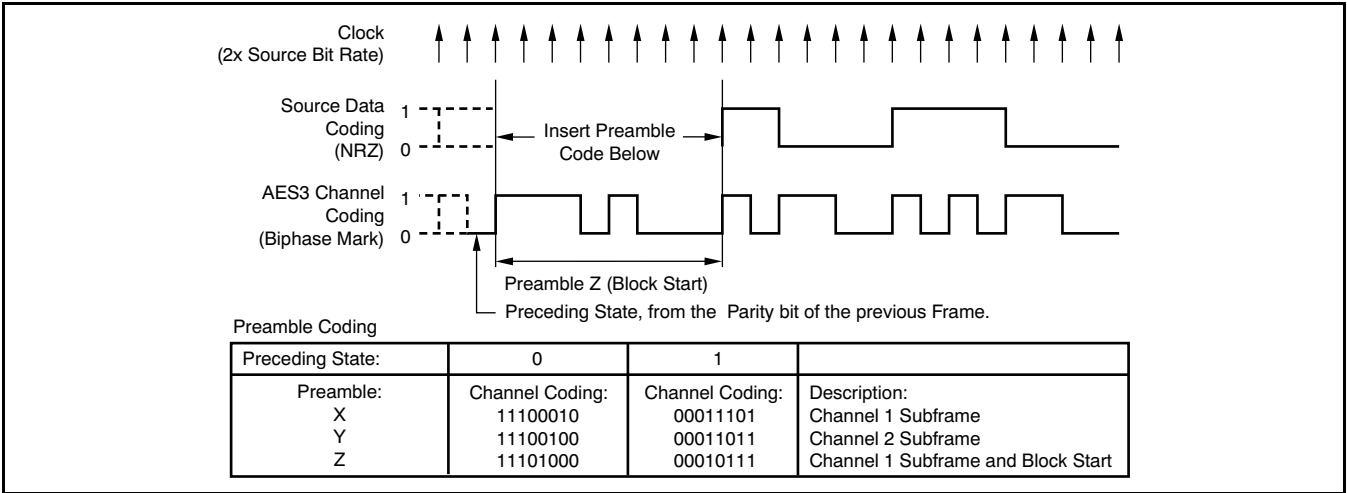 Clock
(2x Source Bit Rate)
Source Data
Coding
(NRZ)
1
0
Insert Preamble
Code Below
AES3 Channel
Coding
(Biphase Mark)
1
0
Preamble Z (Block Start)
Preceding State, from the Parity bit of the previous Frame.
Preamble Coding
Preceding State: 0 1
Preamble: Channel Coding: Channel Coding: Description:
X 11100010 00011101 Channel 1 Subframe
Y 11100100 00011011 Channel 2 Subframe
Z 11101000 00010111 Channel 1 Subframe and Block Start